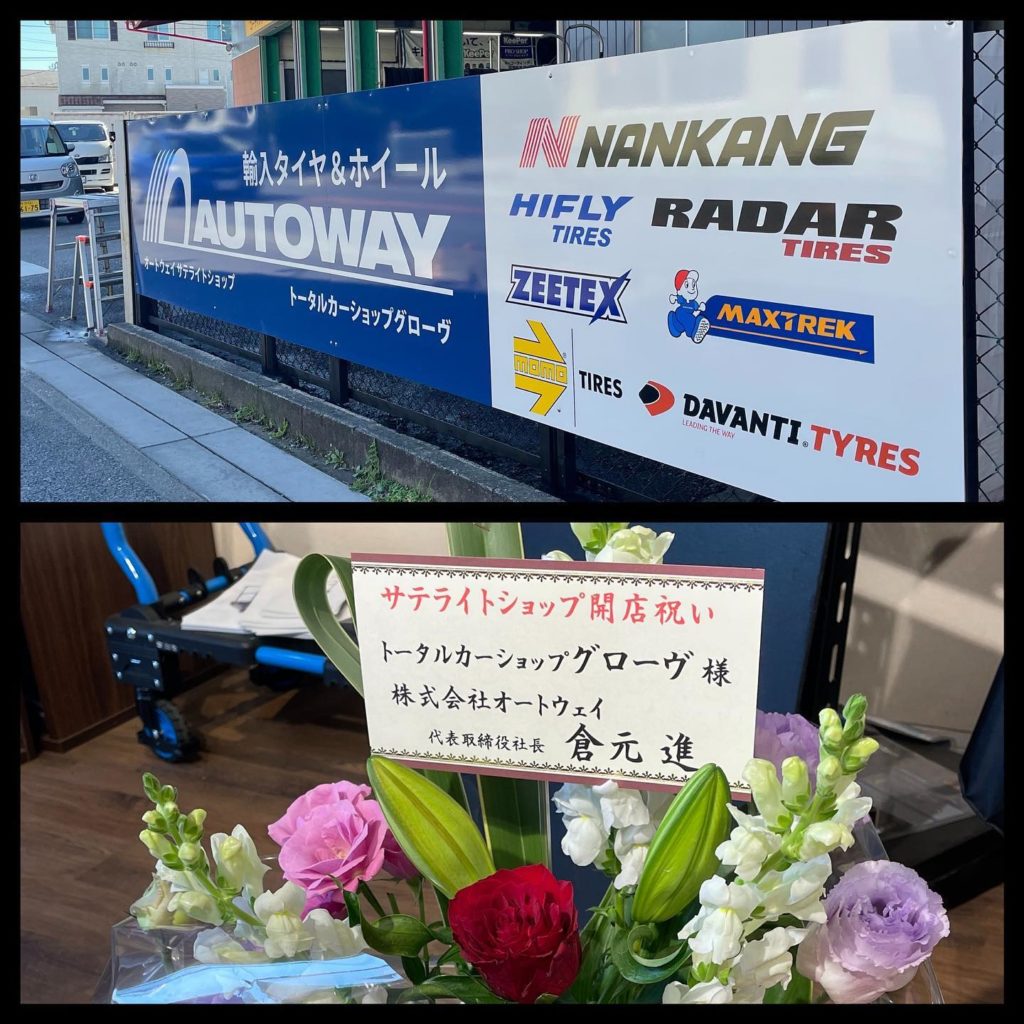 KeePer
PRO SHOP
輸入タイヤ&ホイール
AUTOWAY
オートウェイサテライトショップ
トータルカーショップグローヴ
NANKANG
HIFLY
TIRES
RADAR
TIRES
ZEETEX
MAXTREK
momo
TIRES
DAVANTI
LEADING THE WAY
TYRES
サテライトショップ開店祝い
トータルカーショップグローヴ 様
株式会社オートウェイ
代表取締役社長 倉元 進